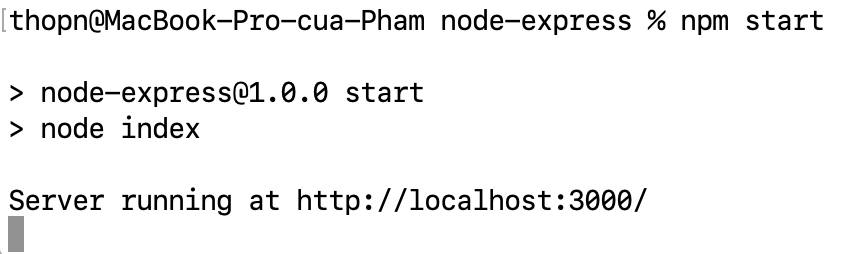 [thopn@MacBook-Pro-cua-Pham node-express % npm start
> node-express@1.0.0 start
> node index
Server running at http://localhost:3000/